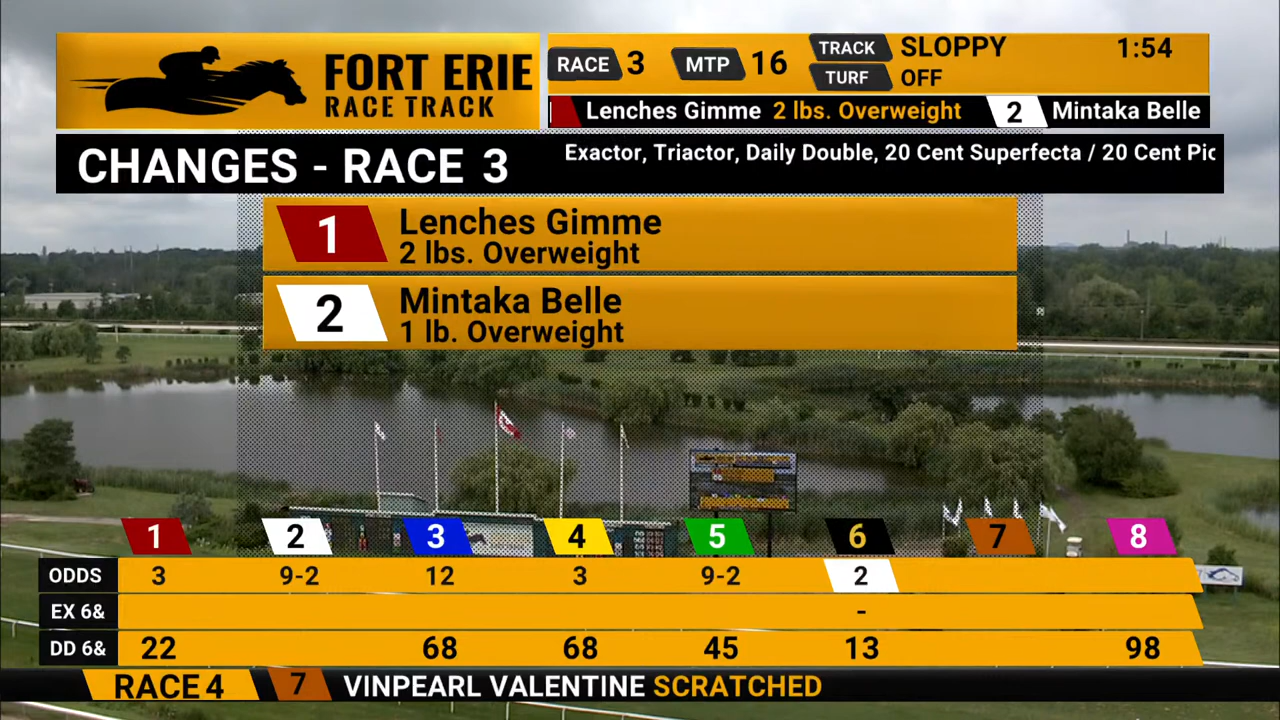 FORT ERIE
RACE TRACK
RACE 3 MTP 16 TRACK SLOPPY 1:54
TURF OFF
Lenches Gimme 2 lbs. Overweight 2 Mintaka Belle
CHANGES - RACE 3
Exactor, Triactor, Daily Double, 20 Cent Superfecta / 20 Cent Pic
1 Lenches Gimme
2 lbs. Overweight
2 Mintaka Belle
1 lb. Overweight
1 2 3 4 5 6 7 8
ODDS 3 9-2 12 3 9-2 2
EX 6& -
DD 6& 22 68 68 45 13 98
RACE 4 7 VINPEARL VALENTINE SCRATCHED